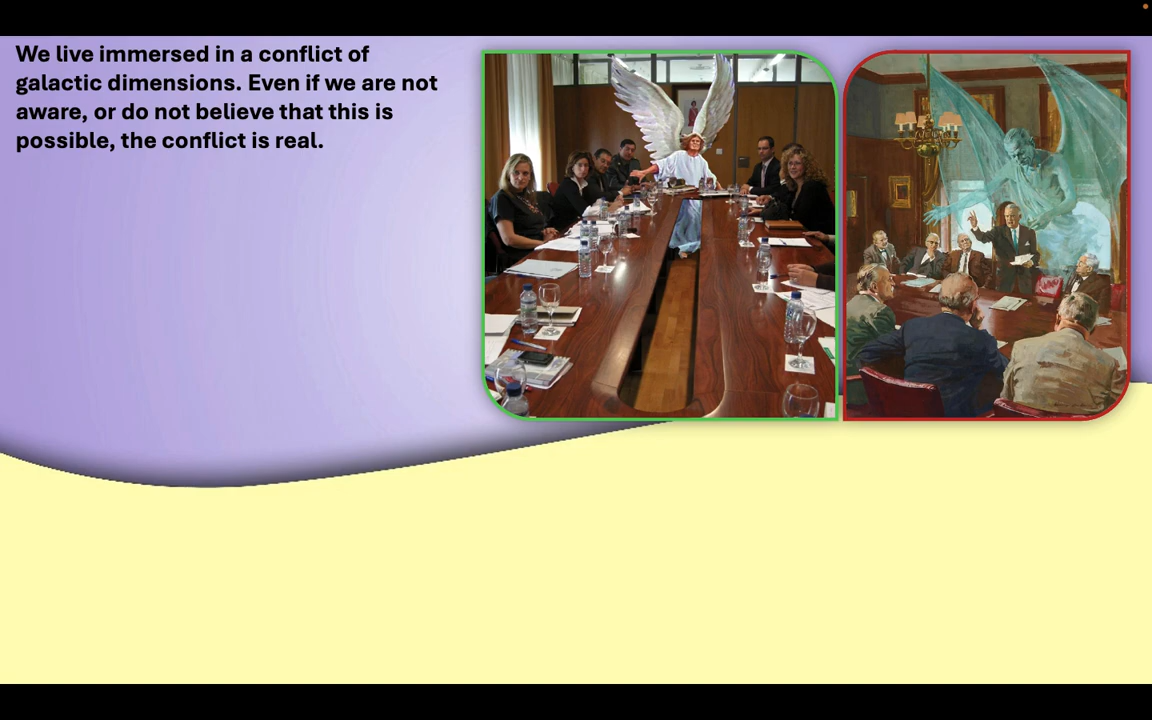 We live immersed in a conflict of
galactic dimensions. Even if we are not
aware, or do not believe that this is
possible, the conflict is real.